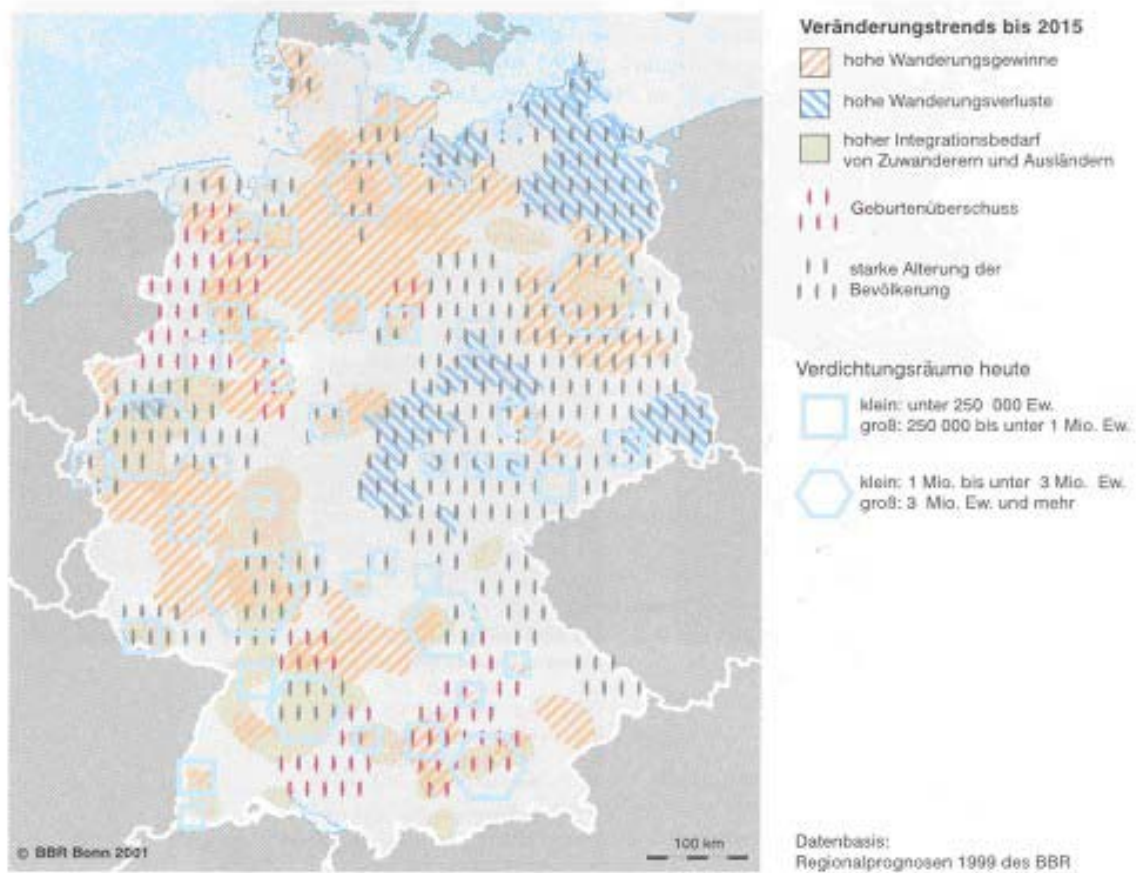 Veränderungstrends bis 2015
hohe Wanderungsgewinne
hohe Wanderungsverluste
hoher Integrationsbedarf
von Zuwanderern und Ausländern
Geburtenüberschuss
starke Alterung der
Bevölkerung
Verdichtungsräume heute
klein: unter 250 000 Ew.
groß: 250 000 bis unter 1 Mio. Ew.
klein: 1 Mio. bis unter 3 Mio. Ew.
groß: 3 Mio. Ew. und mehr
100 km
© BBR Bonn 2001
Datenbasis:
Regionalprognosen 1999 des BBR